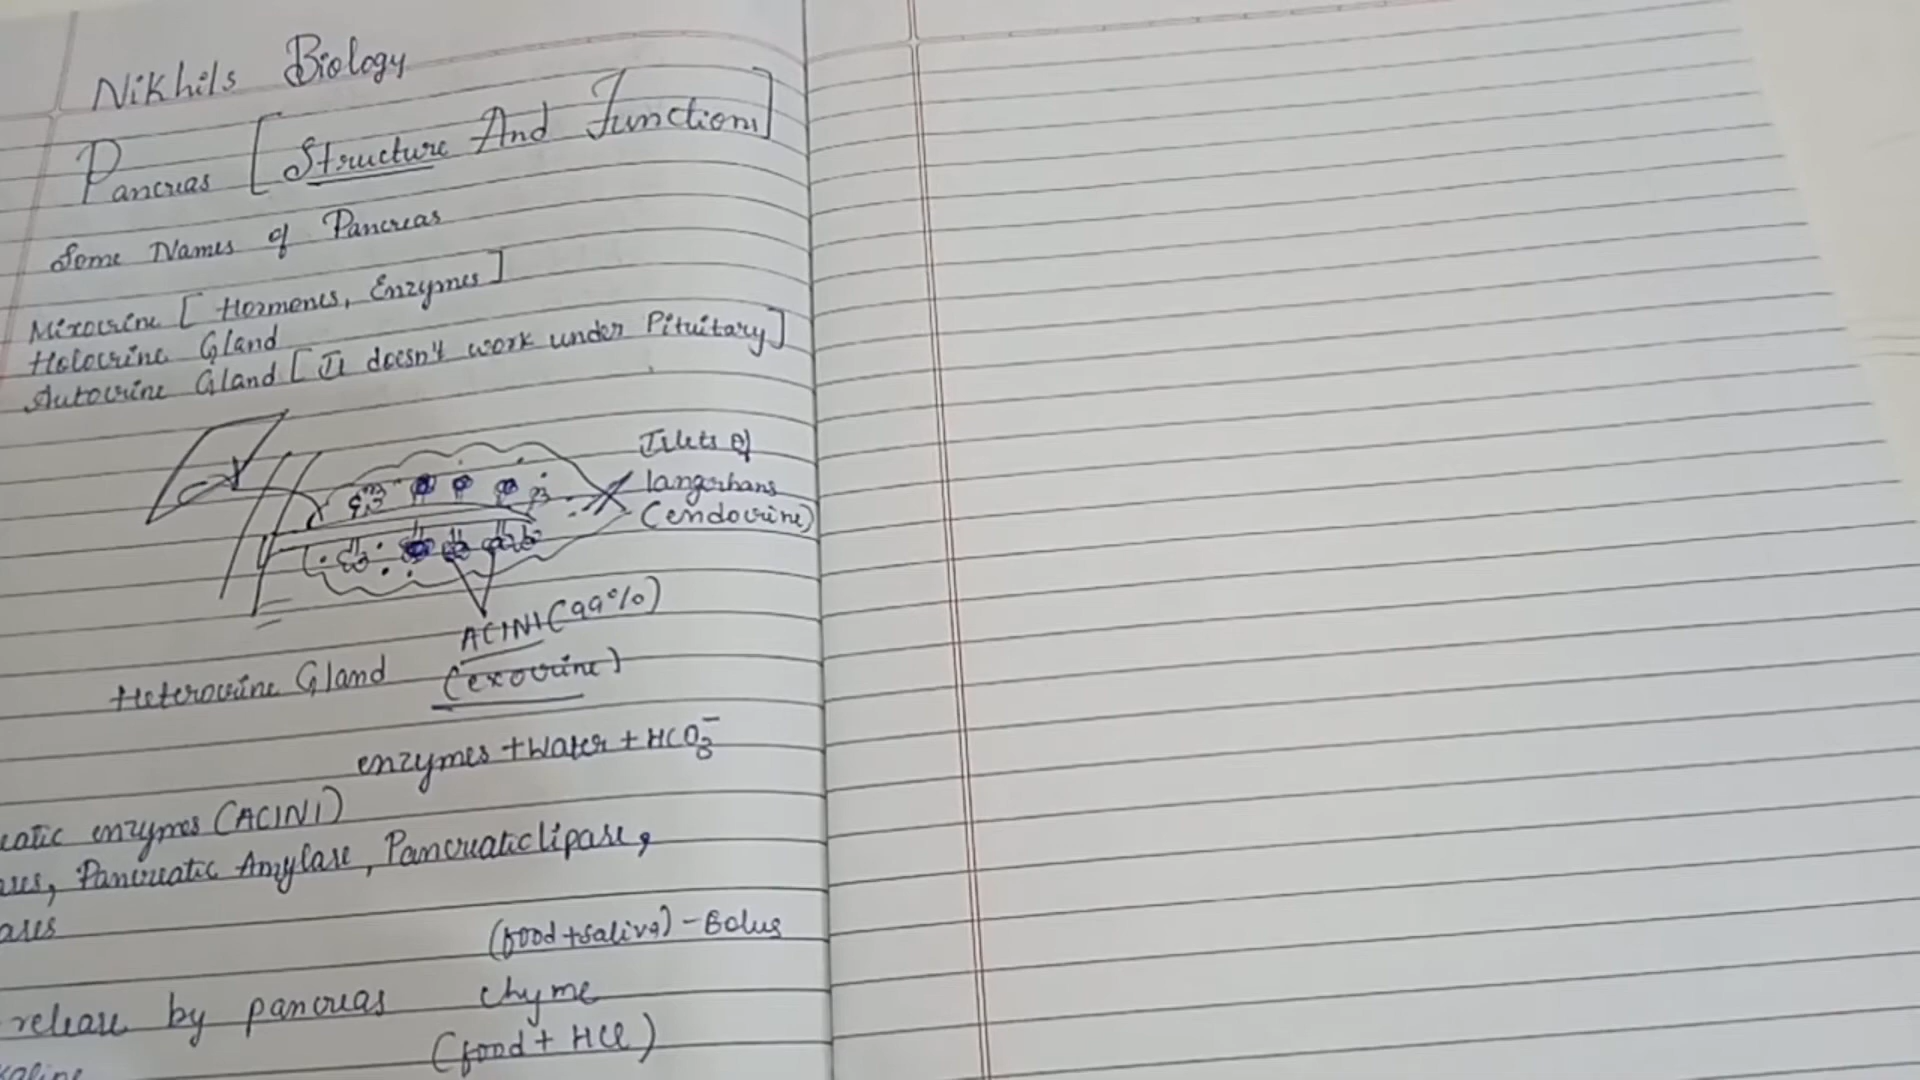 Nikhils Biology
Pancreas [Structure And Functions]
Some Names of Pancreas
Mixocrine [Hormones, Enzymes]
Holocrine Gland
Autocrine Gland [It doesn't work under Pituitary]
Islets of
langerhans
(endocrine)
ACINI (99%)
Heterocrine Gland (exocrine)
enzymes + Water + HCO3⁻
eatic enzymes (ACINI)
Pancreatic Amylase, Pancreatic lipase,
ases
(food + saliva) - Bolus
release by pancreas chyme
(food + HCl)